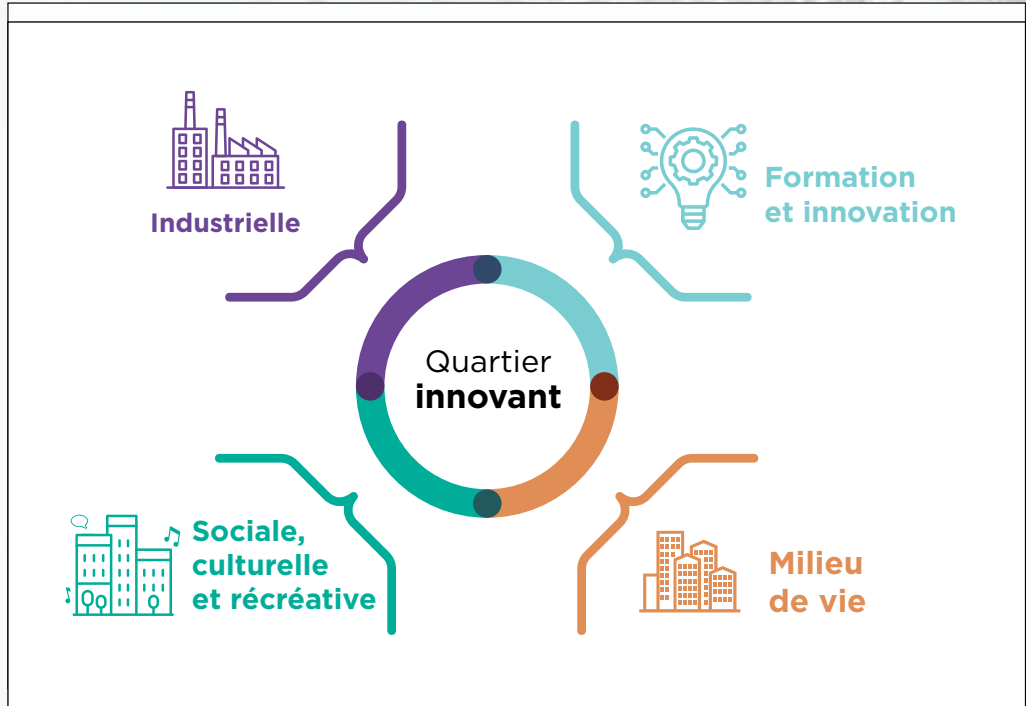 Industrielle
Formation
et innovation
Quartier
innovant
Sociale,
culturelle
et récréative
Milieu
de vie